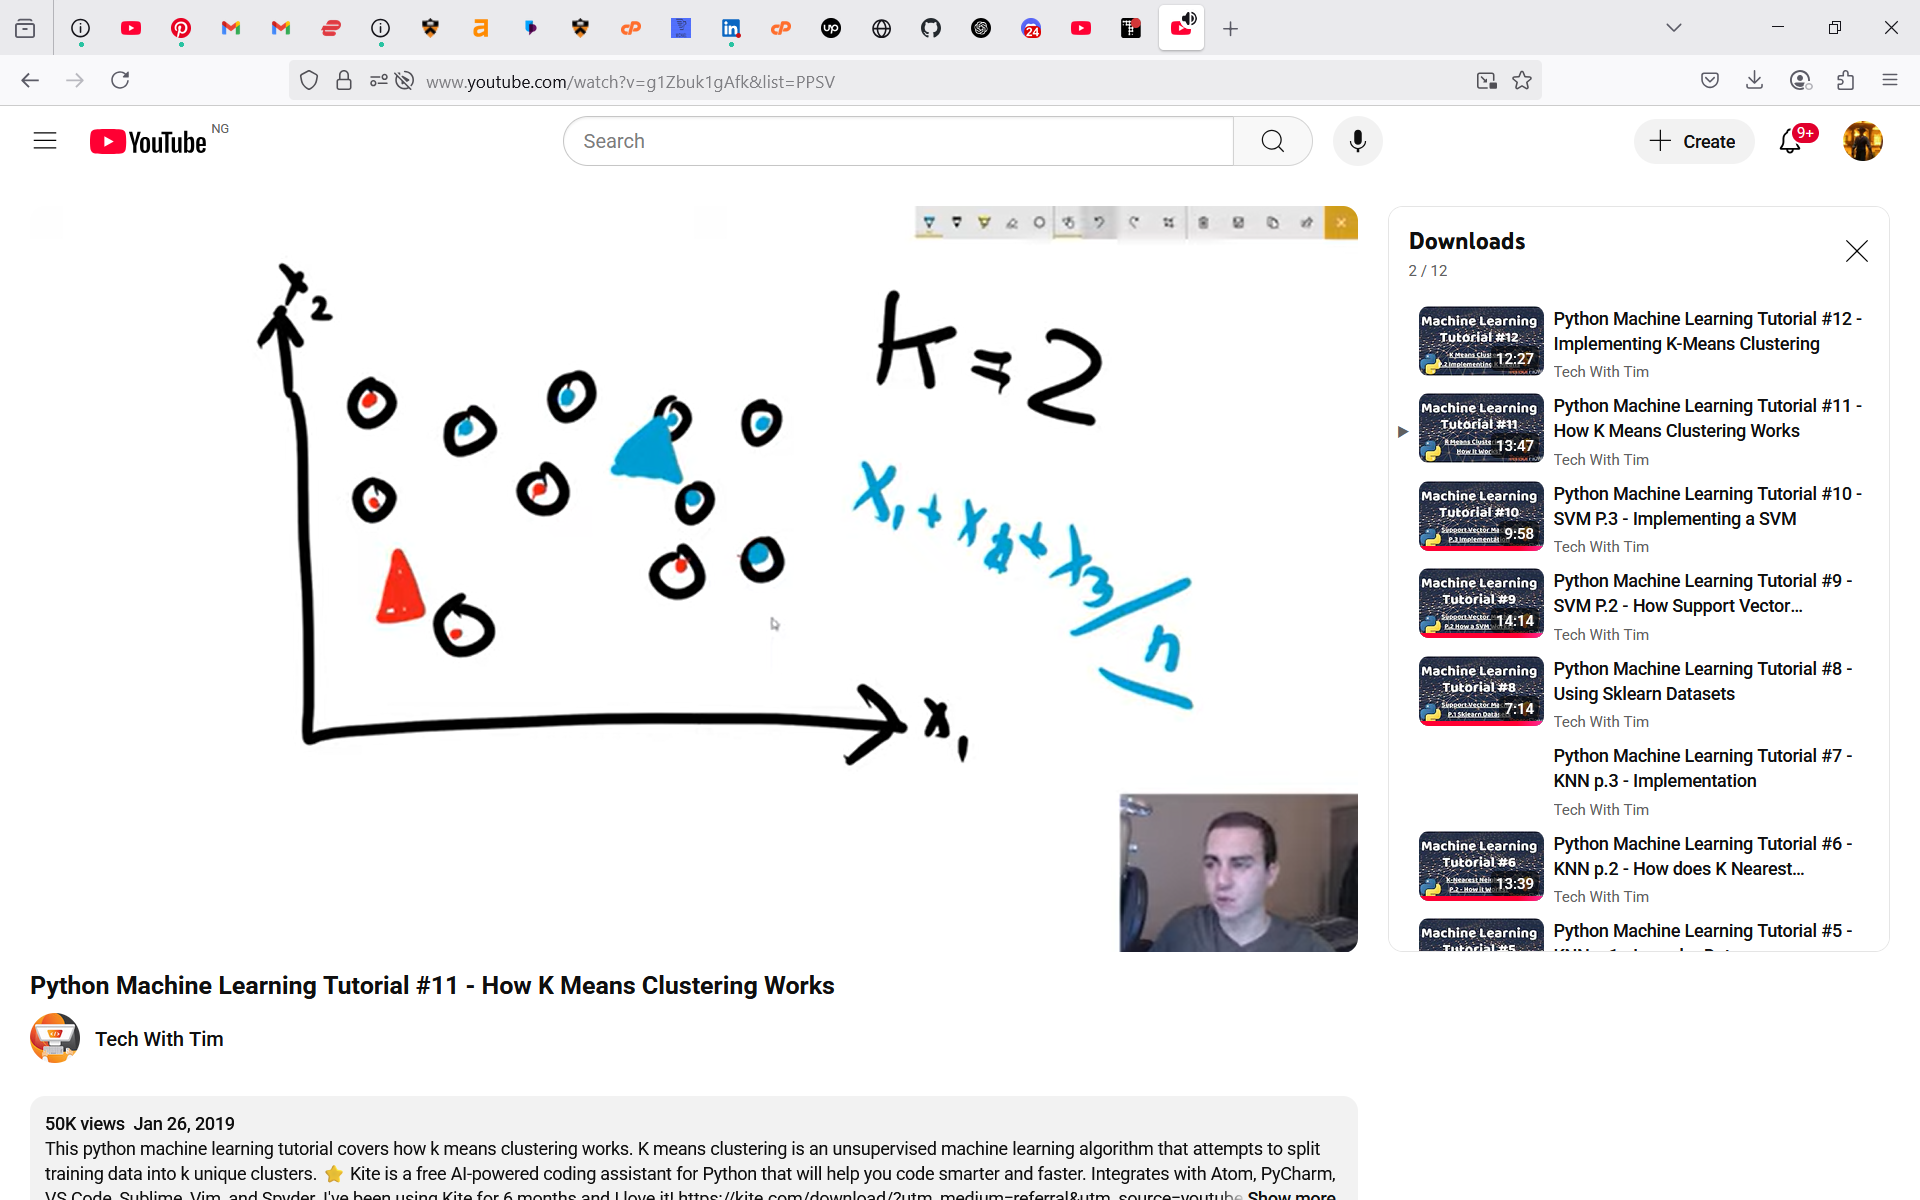 24
www.youtube.com/watch?v=g1Zbuk1gAfk&list=PPSV
YouTube NG
Search
Create
9+
x2
K=2
x1+x2+x3/n
x1
Downloads
2 / 12
Machine Learning
Tutorial #12
12:27
Python Machine Learning Tutorial #12 -
Implementing K-Means Clustering
Tech With Tim
Machine Learning
Tutorial #11
How It Works
13:47
Python Machine Learning Tutorial #11 -
How K Means Clustering Works
Tech With Tim
Machine Learning
Tutorial #10
9:58
Python Machine Learning Tutorial #10 -
SVM P.3 - Implementing a SVM
Tech With Tim
Machine Learning
Tutorial #9
14:14
Python Machine Learning Tutorial #9 -
SVM P.2 - How Support Vector...
Tech With Tim
Machine Learning
Tutorial #8
7:14
Python Machine Learning Tutorial #8 -
Using Sklearn Datasets
Tech With Tim
Python Machine Learning Tutorial #7 -
KNN p.3 - Implementation
Tech With Tim
Machine Learning
Tutorial #6
13:39
Python Machine Learning Tutorial #6 -
KNN p.2 - How does K Nearest...
Tech With Tim
Machine Learning
Tutorial #5
Python Machine Learning Tutorial #5 -
Python Machine Learning Tutorial #11 - How K Means Clustering Works
Tech With Tim
50K views Jan 26, 2019
This python machine learning tutorial covers how k means clustering works. K means clustering is an unsupervised machine learning algorithm that attempts to split
training data into k unique clusters. ⭐ Kite is a free AI-powered coding assistant for Python that will help you code smarter and faster. Integrates with Atom, PyCharm,
VS Code, Sublime, Vim, and Spyder. I've been using Kite for 6 months and I love it! https://kite.com/download/?utm_medium=referral&utm_source=youtube Show more